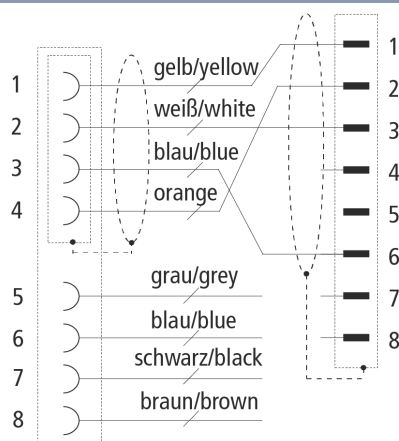 1 gelb/yellow 1
2 weiß/white 2
3 blau/blue 3
4 orange 4
5
6
5 grau/grey 7
6 blau/blue 8
7 schwarz/black
8 braun/brown